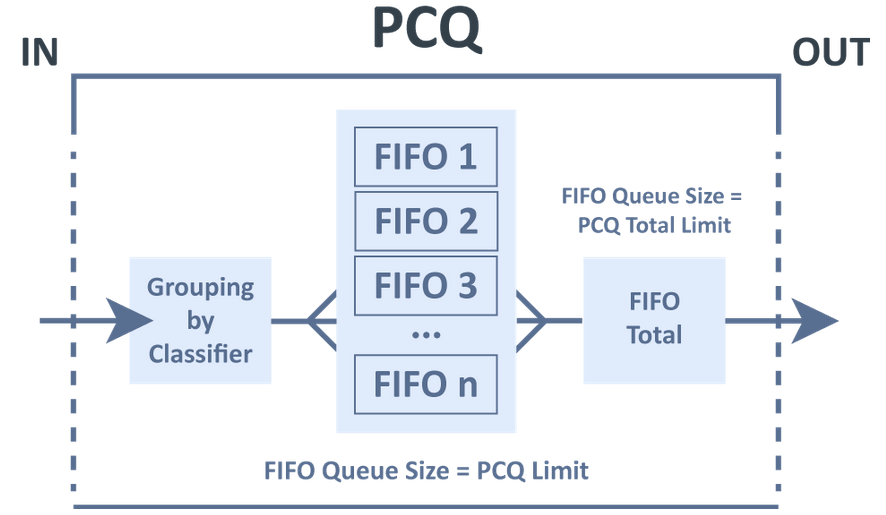 PCQ
IN
OUT
Grouping
by
Classifier
FIFO 1
FIFO 2
FIFO 3
...
FIFO n
FIFO Queue Size =
PCQ Total Limit
FIFO
Total
FIFO Queue Size = PCQ Limit